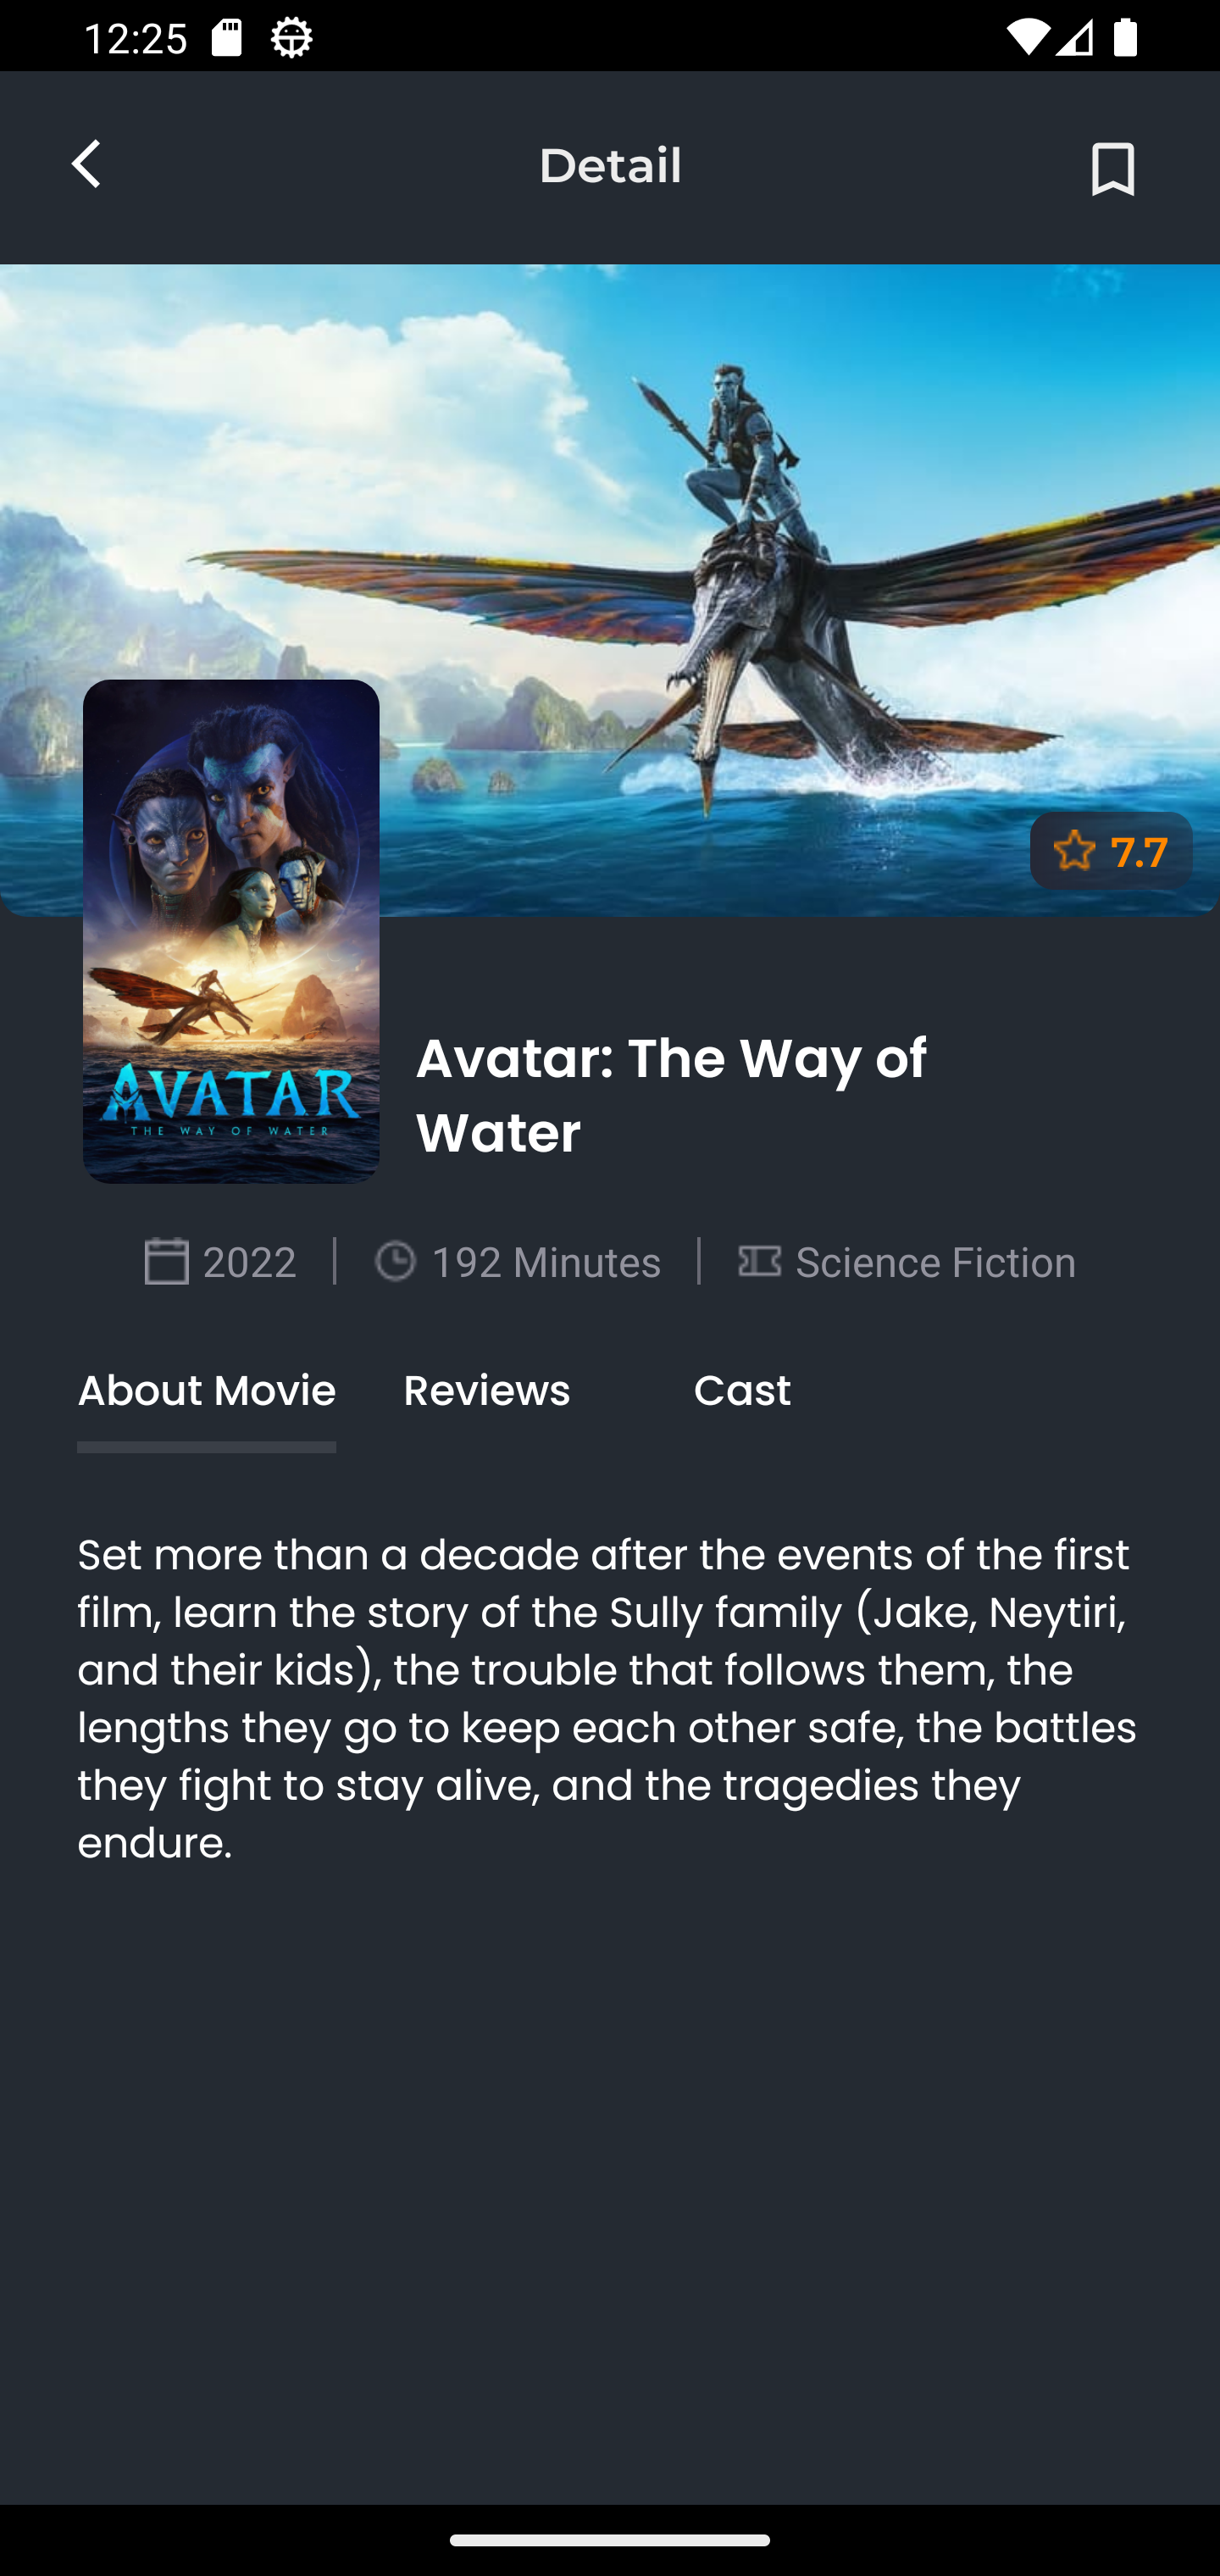 12:25
Detail
7.7
AVATAR
THE WAY OF WATER
Avatar: The Way of
Water
2022 | 192 Minutes | Science Fiction
About Movie Reviews Cast
Set more than a decade after the events of the first
film, learn the story of the Sully family (Jake, Neytiri,
and their kids), the trouble that follows them, the
lengths they go to keep each other safe, the battles
they fight to stay alive, and the tragedies they
endure.